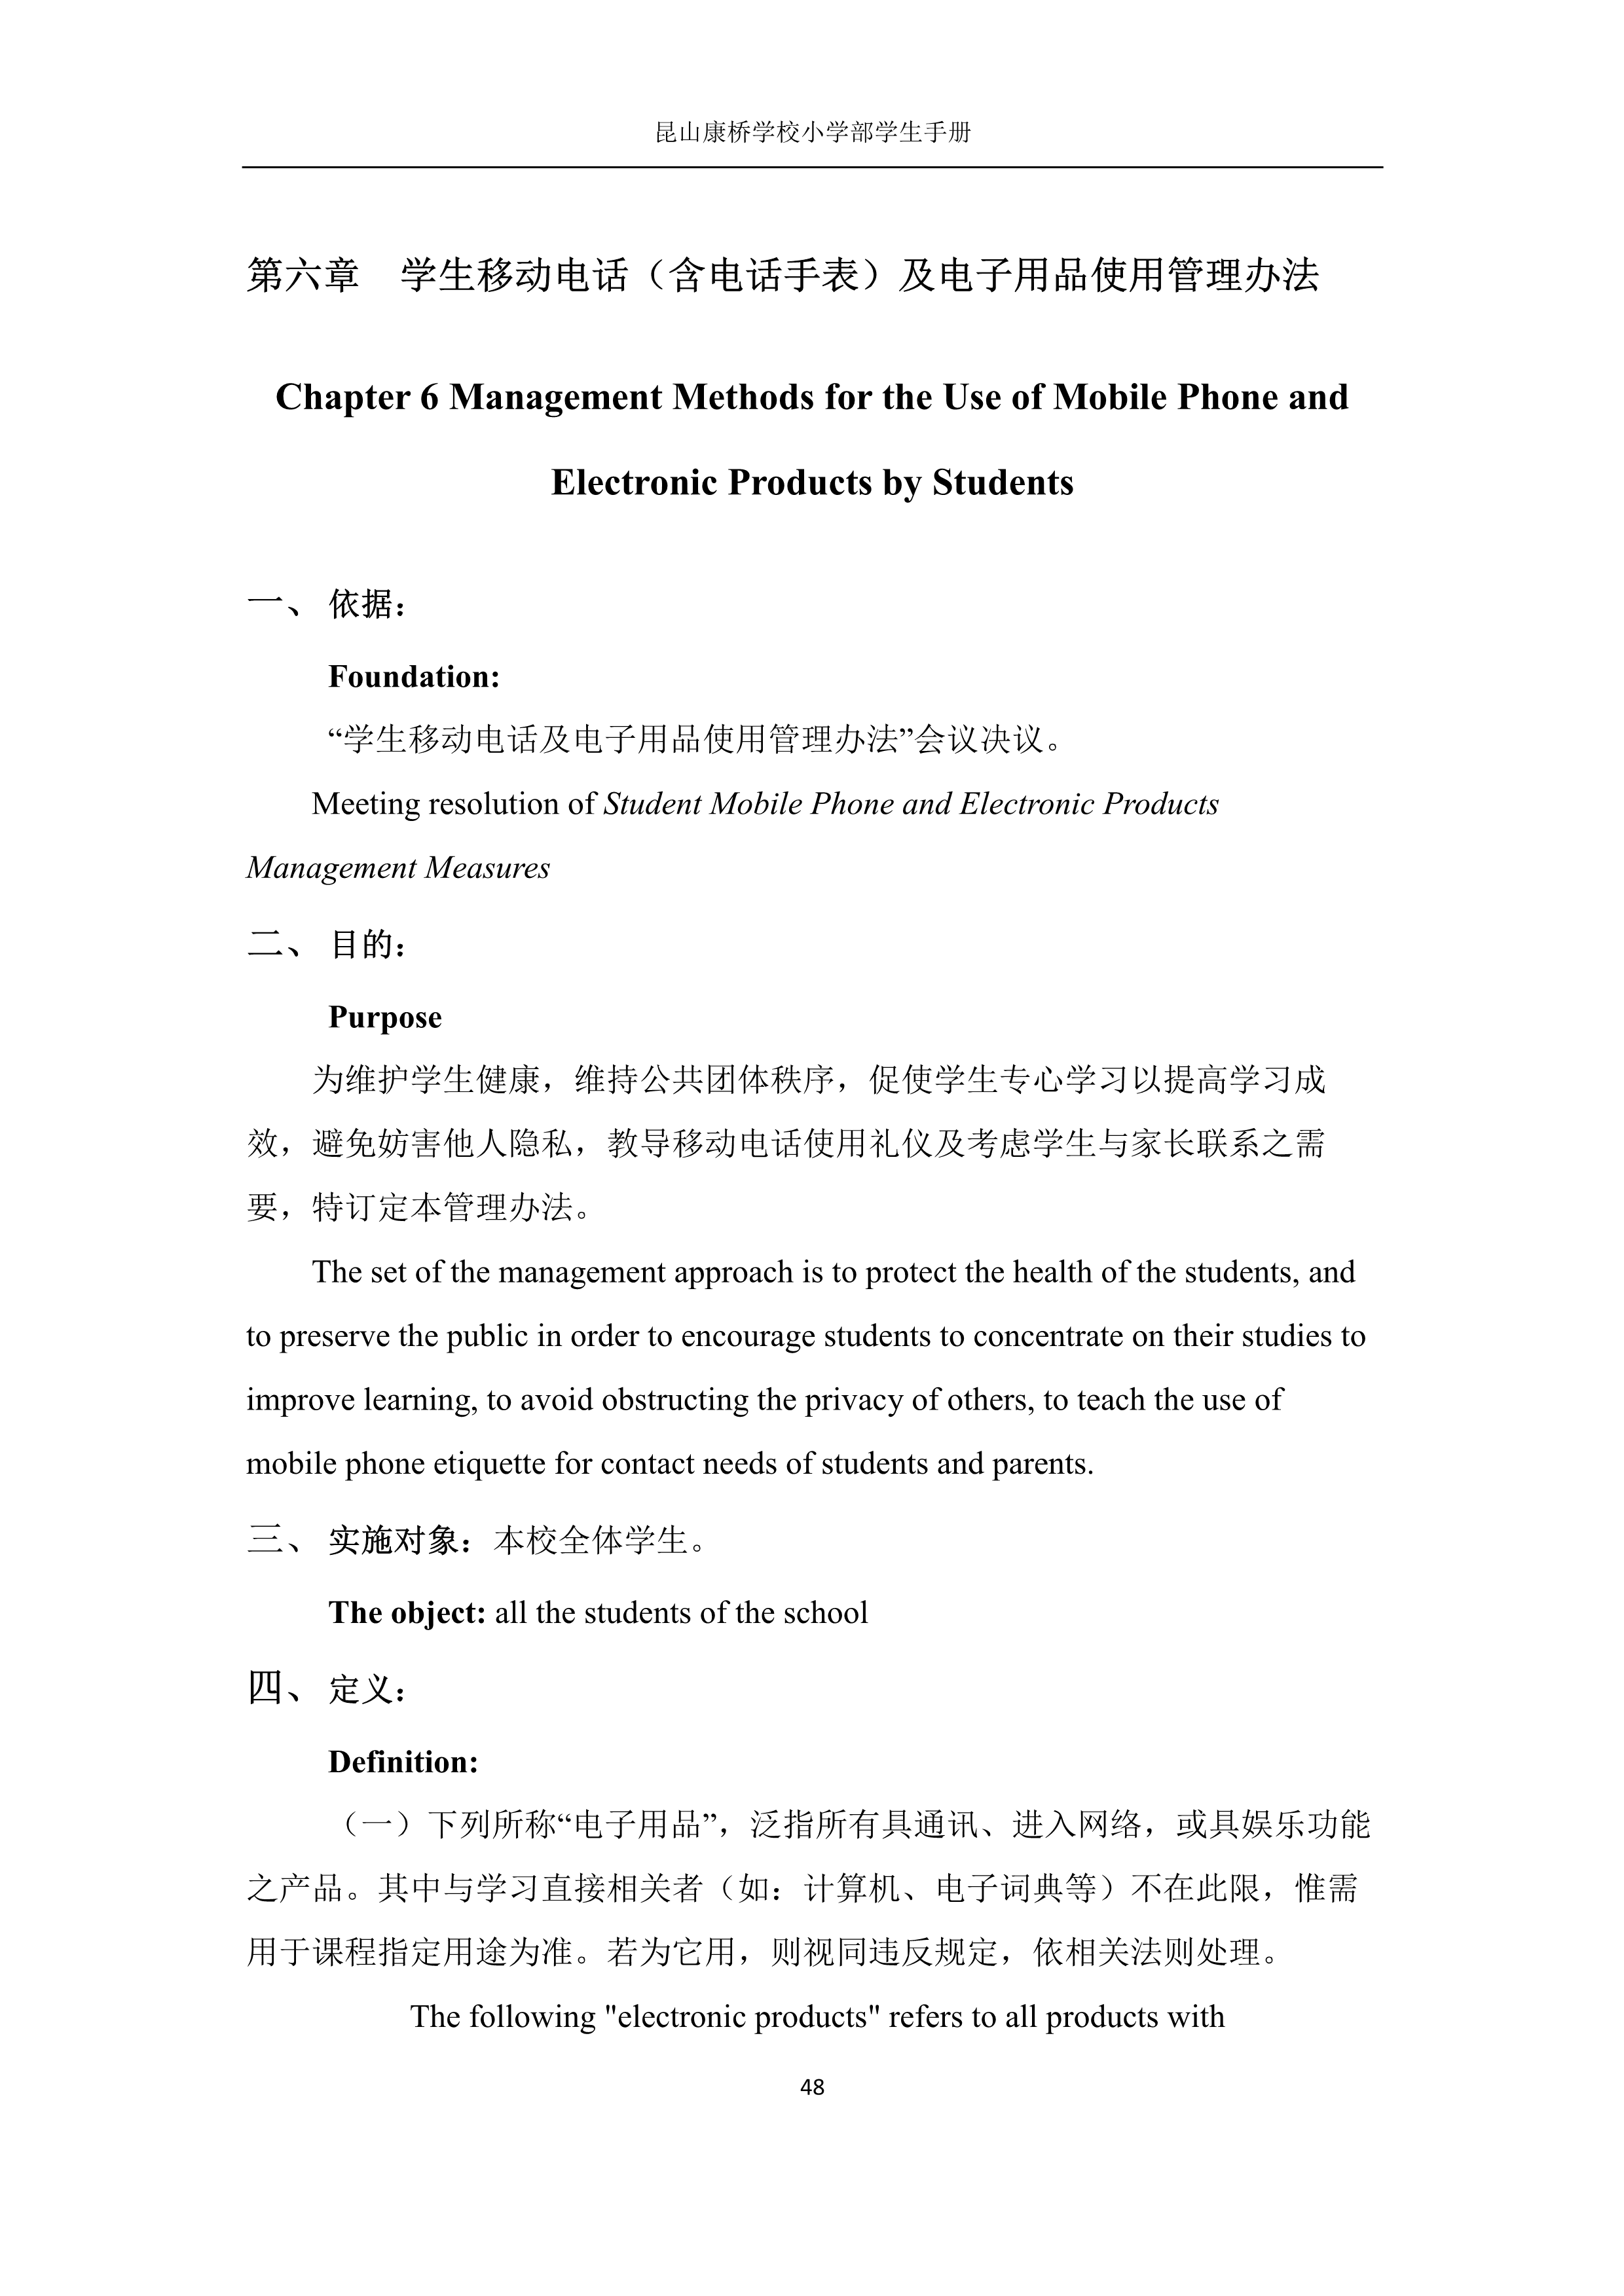 昆山康桥学校小学部学生手册
第六章　学生移动电话（含电话手表）及电子用品使用管理办法
Chapter 6 Management Methods for the Use of Mobile Phone and
Electronic Products by Students
一、 依据：
Foundation:
“学生移动电话及电子用品使用管理办法”会议决议。
Meeting resolution of Student Mobile Phone and Electronic Products
Management Measures
二、 目的：
Purpose
为维护学生健康，维持公共团体秩序，促使学生专心学习以提高学习成
效，避免妨害他人隐私，教导移动电话使用礼仪及考虑学生与家长联系之需
要，特订定本管理办法。
The set of the management approach is to protect the health of the students, and
to preserve the public in order to encourage students to concentrate on their studies to
improve learning, to avoid obstructing the privacy of others, to teach the use of
mobile phone etiquette for contact needs of students and parents.
三、 实施对象：本校全体学生。
The object: all the students of the school
四、 定义：
Definition:
（一）下列所称“电子用品”，泛指所有具通讯、进入网络，或具娱乐功能
之产品。其中与学习直接相关者（如：计算机、电子词典等）不在此限，惟需
用于课程指定用途为准。若为它用，则视同违反规定，依相关法则处理。
The following "electronic products" refers to all products with
48